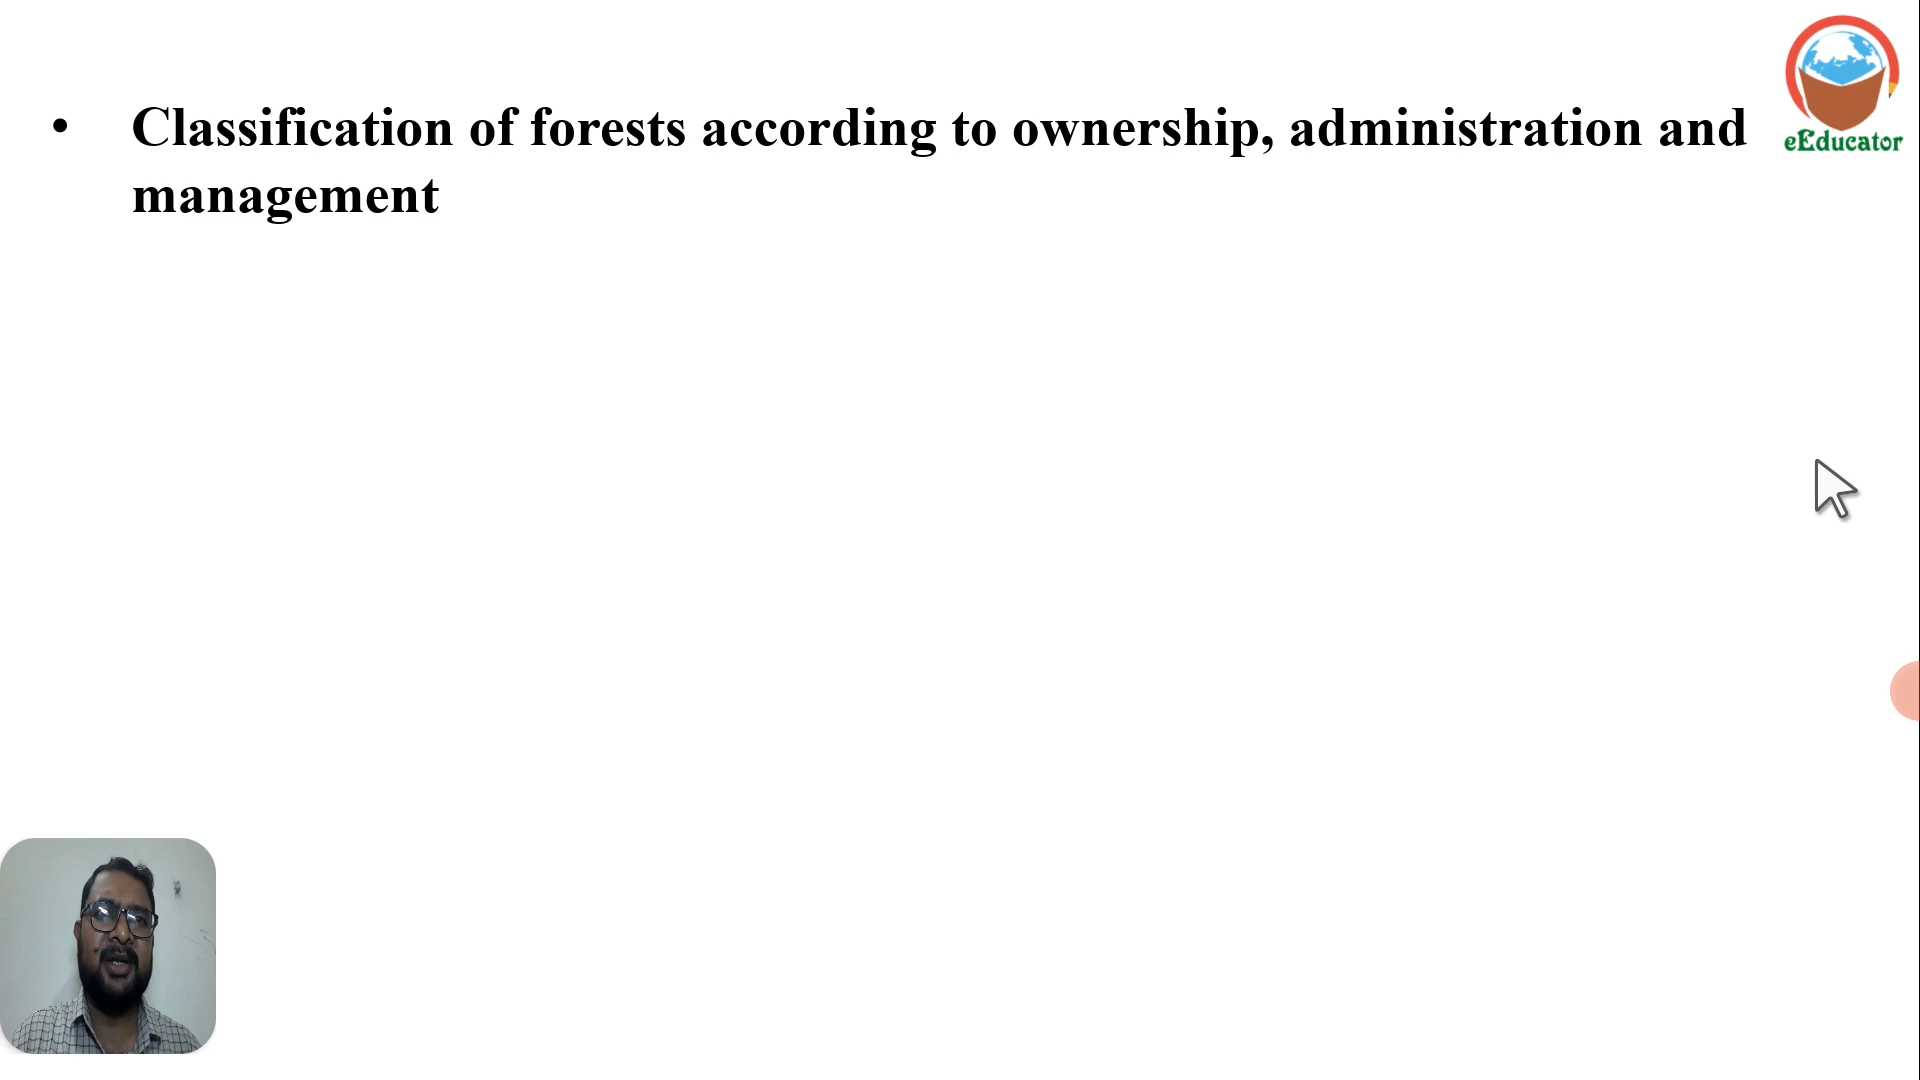 • Classification of forests according to ownership, administration and
management
eEducator